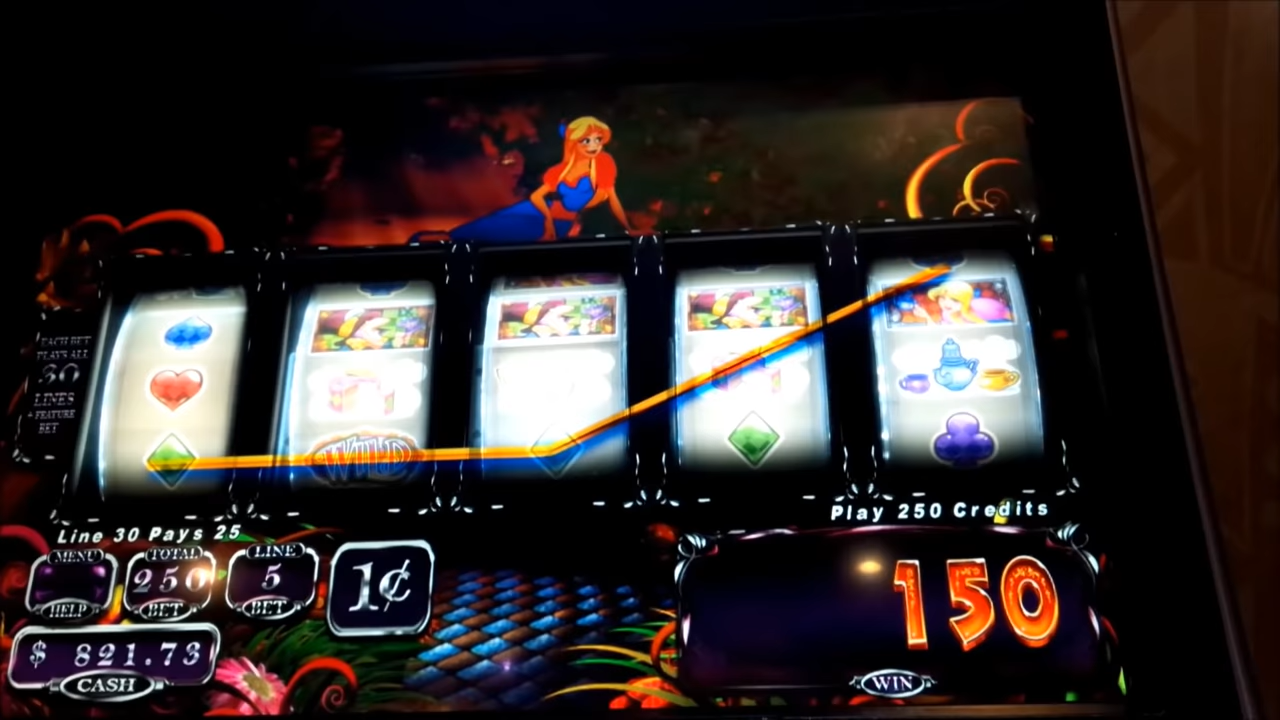 EACH BET
PLAYS ALL
30
LINES
+ FEATURE
BET
WILD
Line 30 Pays 25
Play 250 Credits
MENU
HELP
TOTAL
250
BET
LINE
5
BET
1¢
$ 821.73
CASH
150
WIN